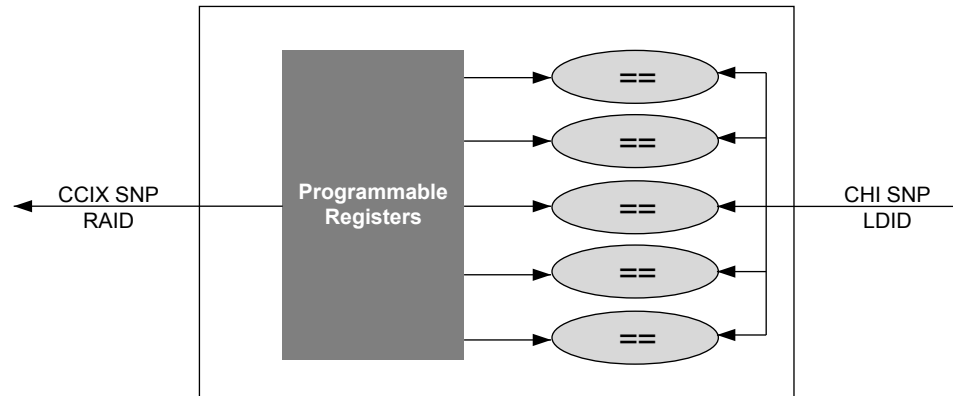 ==
==
CCIX SNP
RAID
Programmable
Registers
==
CHI SNP
LDID
==
==